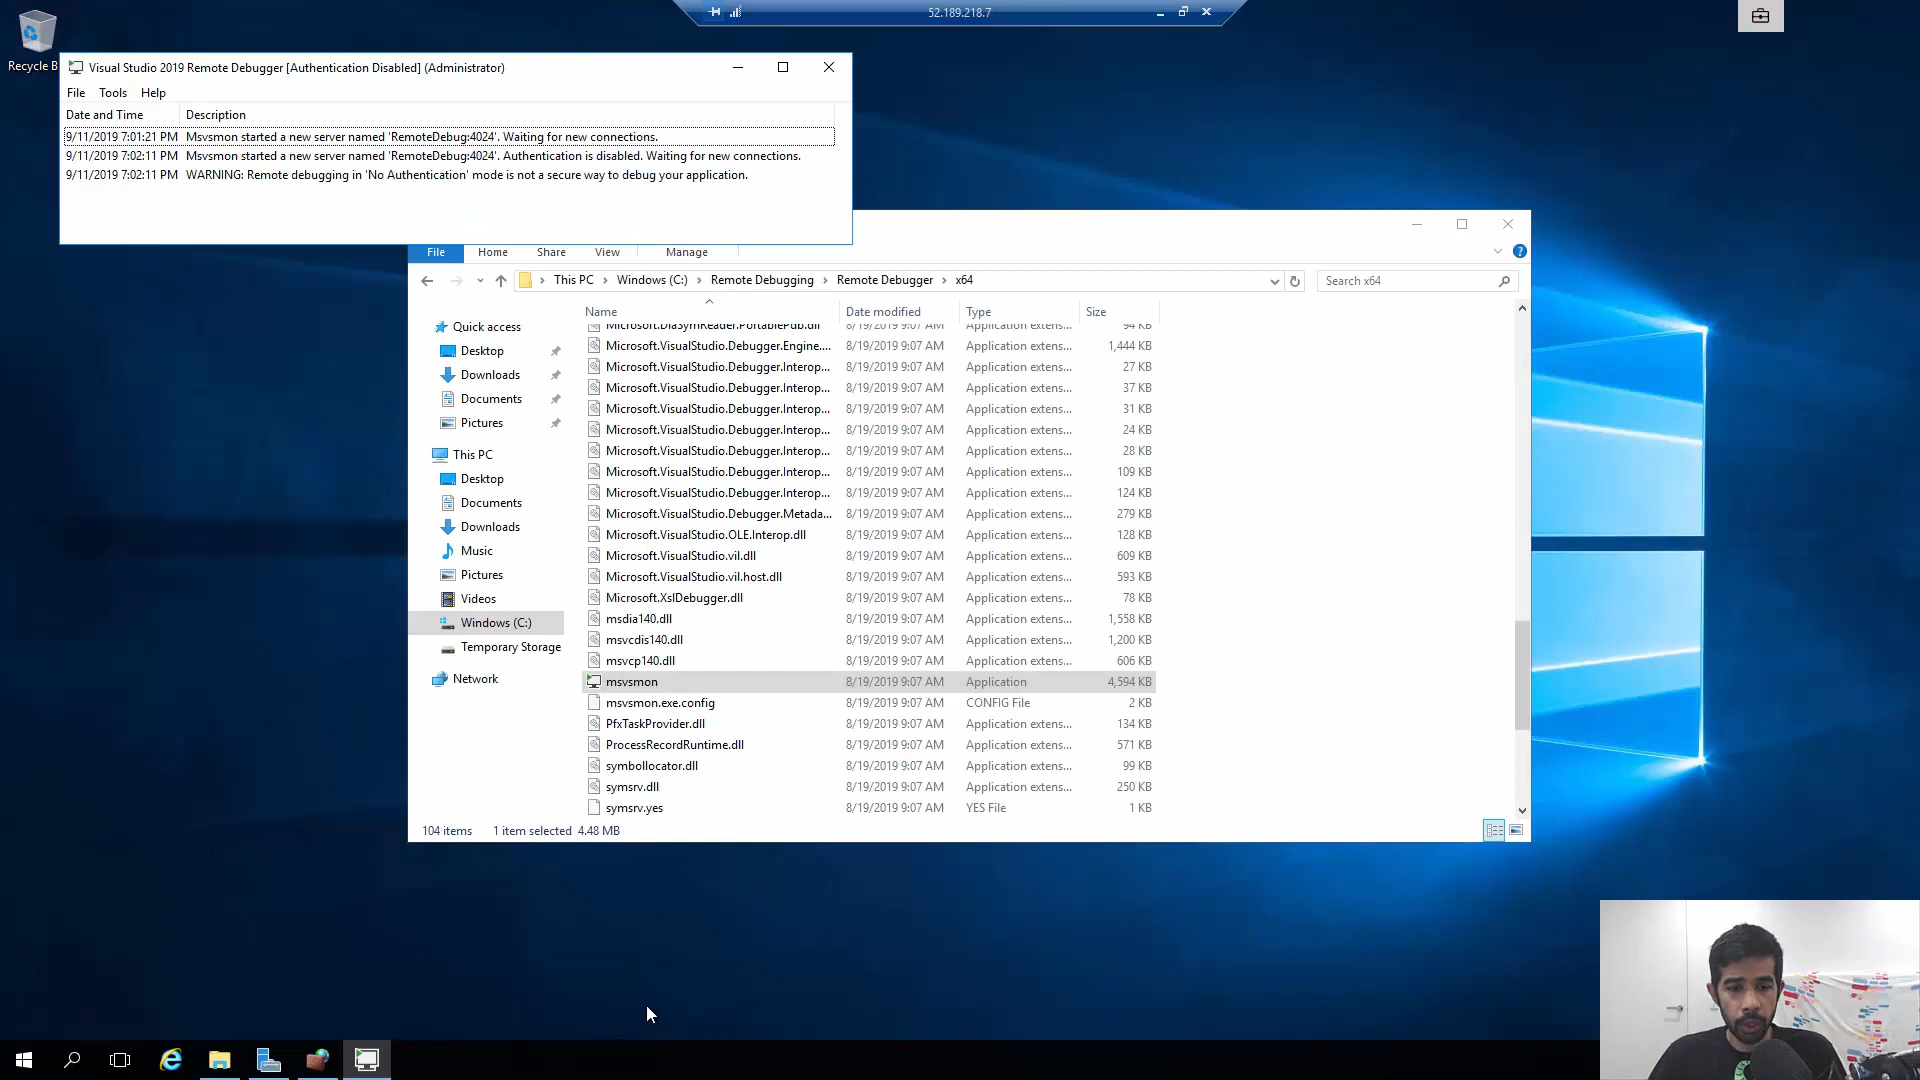 52.189.218.7
Recycle B
Visual Studio 2019 Remote Debugger [Authentication Disabled] (Administrator)
File Tools Help
Date and Time Description
9/11/2019 7:01:21 PM Msvsmon started a new server named 'RemoteDebug:4024'. Waiting for new connections.
9/11/2019 7:02:11 PM Msvsmon started a new server named 'RemoteDebug:4024'. Authentication is disabled. Waiting for new connections.
9/11/2019 7:02:11 PM WARNING: Remote debugging in 'No Authentication' mode is not a secure way to debug your application.
File Home Share View Manage
This PC Windows (C:) Remote Debugging Remote Debugger x64
Search x64
Name Date modified Type Size
Quick access
Desktop
Downloads
Documents
Pictures
This PC
Desktop
Documents
Downloads
Music
Pictures
Videos
Windows (C:)
Temporary Storage
Network
Microsoft.DiaSymReader.PortablePdb.dll 8/19/2019 9:07 AM Application extens... 94 KB
Microsoft.VisualStudio.Debugger.Engine.... 8/19/2019 9:07 AM Application extens... 1,444 KB
Microsoft.VisualStudio.Debugger.Interop... 8/19/2019 9:07 AM Application extens... 27 KB
Microsoft.VisualStudio.Debugger.Interop... 8/19/2019 9:07 AM Application extens... 37 KB
Microsoft.VisualStudio.Debugger.Interop... 8/19/2019 9:07 AM Application extens... 31 KB
Microsoft.VisualStudio.Debugger.Interop... 8/19/2019 9:07 AM Application extens... 24 KB
Microsoft.VisualStudio.Debugger.Interop... 8/19/2019 9:07 AM Application extens... 28 KB
Microsoft.VisualStudio.Debugger.Interop... 8/19/2019 9:07 AM Application extens... 109 KB
Microsoft.VisualStudio.Debugger.Interop... 8/19/2019 9:07 AM Application extens... 124 KB
Microsoft.VisualStudio.Debugger.Metada... 8/19/2019 9:07 AM Application extens... 279 KB
Microsoft.VisualStudio.OLE.Interop.dll 8/19/2019 9:07 AM Application extens... 128 KB
Microsoft.VisualStudio.vil.dll 8/19/2019 9:07 AM Application extens... 609 KB
Microsoft.VisualStudio.vil.host.dll 8/19/2019 9:07 AM Application extens... 593 KB
Microsoft.XslDebugger.dll 8/19/2019 9:07 AM Application extens... 78 KB
msdia140.dll 8/19/2019 9:07 AM Application extens... 1,558 KB
msvcdis140.dll 8/19/2019 9:07 AM Application extens... 1,200 KB
msvcp140.dll 8/19/2019 9:07 AM Application extens... 606 KB
msvsmon 8/19/2019 9:07 AM Application 4,594 KB
msvsmon.exe.config 8/19/2019 9:07 AM CONFIG File 2 KB
PfxTaskProvider.dll 8/19/2019 9:07 AM Application extens... 134 KB
ProcessRecordRuntime.dll 8/19/2019 9:07 AM Application extens... 571 KB
symbollocator.dll 8/19/2019 9:07 AM Application extens... 99 KB
symsrv.dll 8/19/2019 9:07 AM Application extens... 250 KB
symsrv.yes 8/19/2019 9:07 AM YES File 1 KB
104 items 1 item selected 4.48 MB